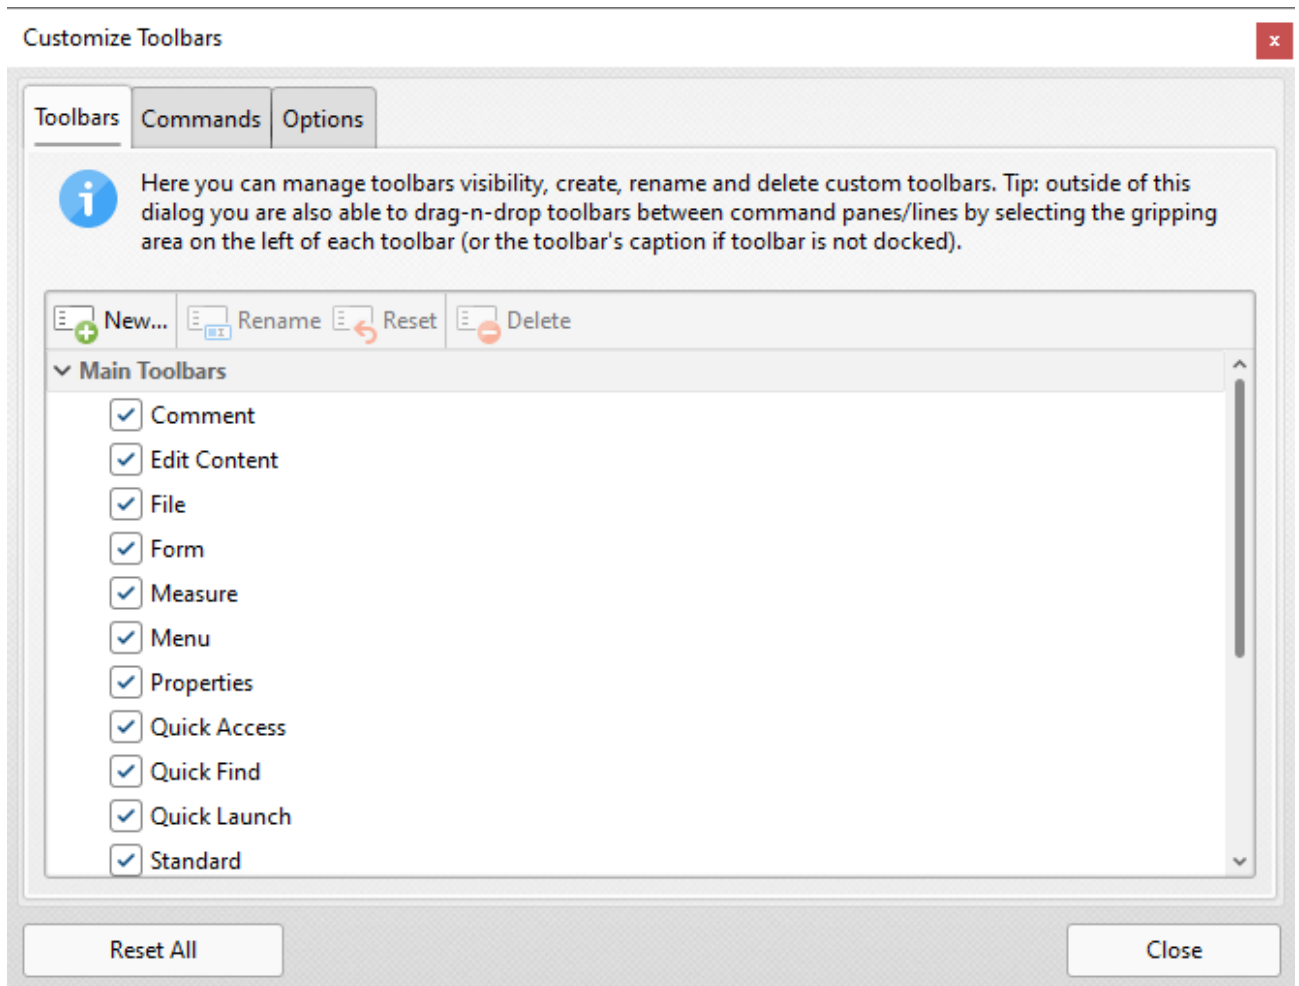 Customize Toolbars
x
Toolbars Commands Options
Here you can manage toolbars visibility, create, rename and delete custom toolbars. Tip: outside of this
dialog you are also able to drag-n-drop toolbars between command panes/lines by selecting the gripping
area on the left of each toolbar (or the toolbar's caption if toolbar is not docked).
New... Rename Reset Delete
Main Toolbars
Comment
Edit Content
File
Form
Measure
Menu
Properties
Quick Access
Quick Find
Quick Launch
Standard
Reset All Close